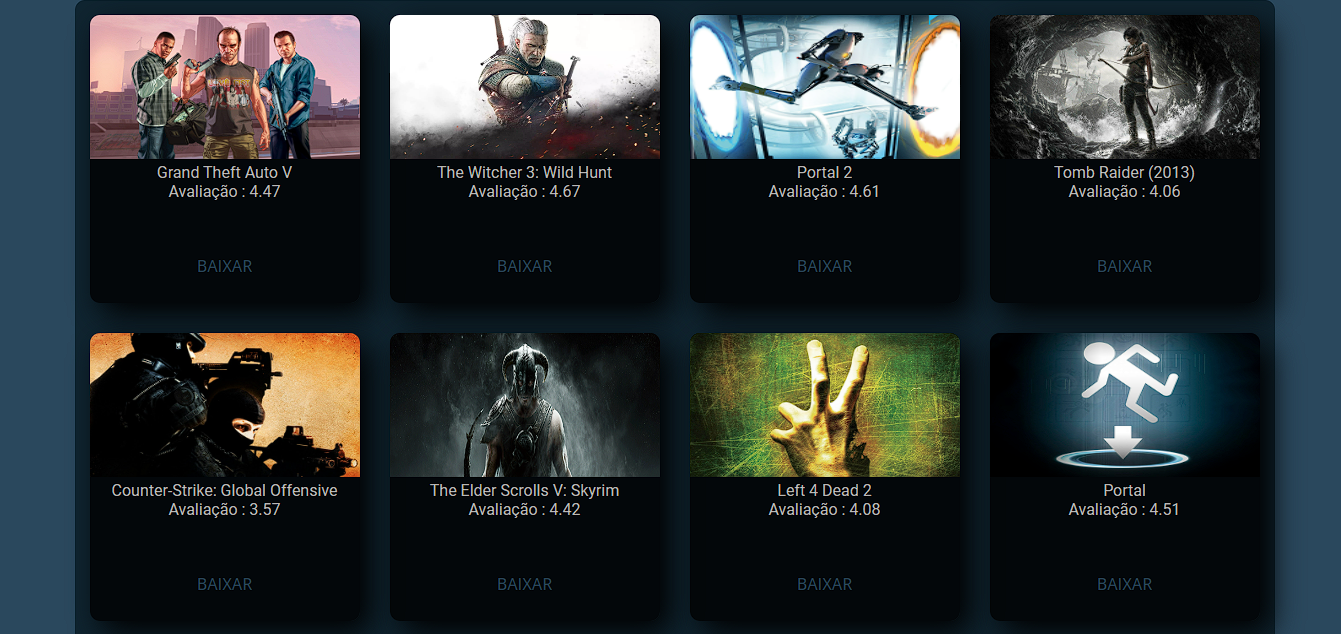 Grand Theft Auto V
Avaliação : 4.47
BAIXAR
The Witcher 3: Wild Hunt
Avaliação : 4.67
BAIXAR
Portal 2
Avaliação : 4.61
BAIXAR
Tomb Raider (2013)
Avaliação : 4.06
BAIXAR
Counter-Strike: Global Offensive
Avaliação : 3.57
BAIXAR
The Elder Scrolls V: Skyrim
Avaliação : 4.42
BAIXAR
Left 4 Dead 2
Avaliação : 4.08
BAIXAR
Portal
Avaliação : 4.51
BAIXAR